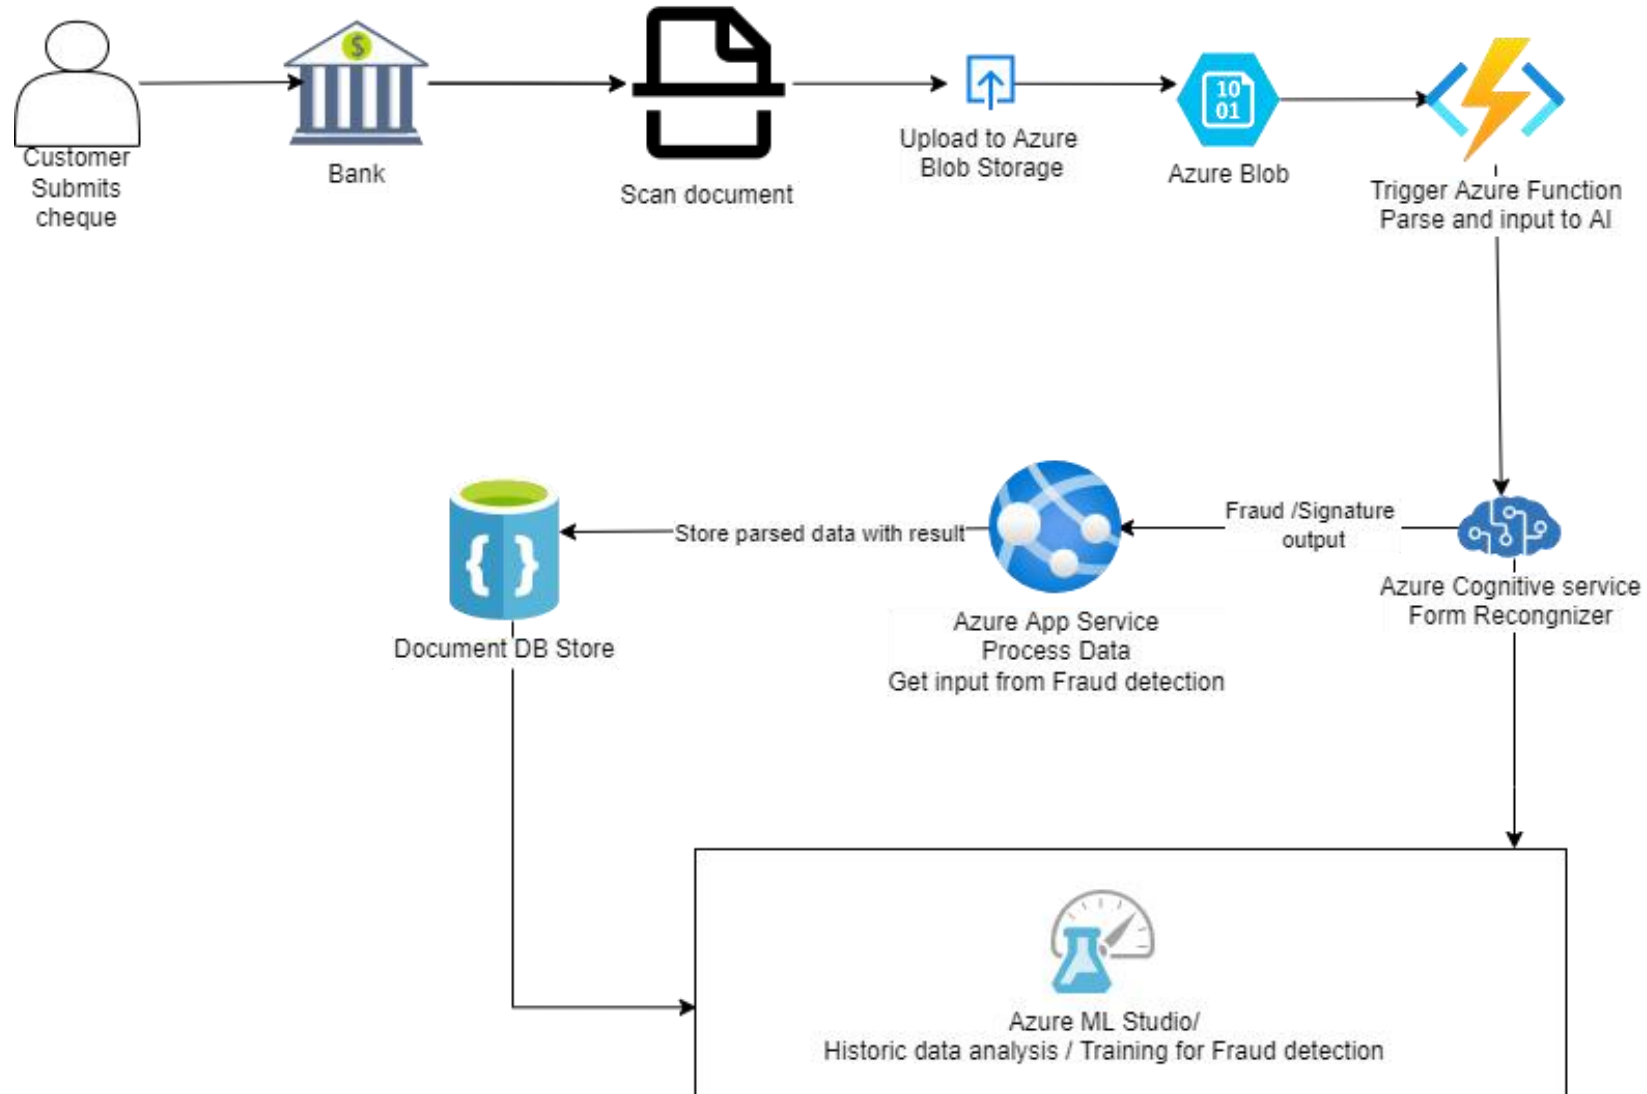 Customer
Submits
cheque
$
Bank
Scan document
Upload to Azure
Blob Storage
10
01
Azure Blob
Trigger Azure Function
Parse and input to AI
Fraud /Signature
output
Store parsed data with result
{ }
Azure Cognitive service
Form Recongnizer
Azure App Service
Process Data
Get input from Fraud detection
Document DB Store
Azure ML Studio/
Historic data analysis / Training for Fraud detection